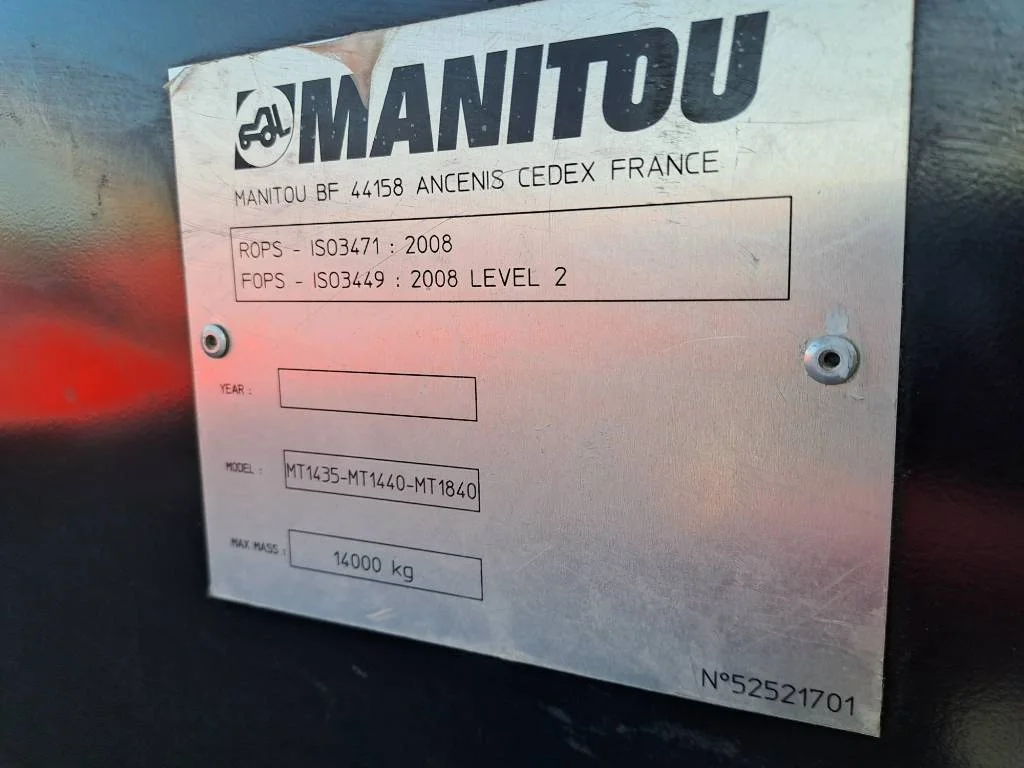 MANITOU
MANITOU BF 44158 ANCENIS CEDEX FRANCE
ROPS - ISO3471 : 2008
FOPS - ISO3449 : 2008 LEVEL 2
YEAR :
MODEL : MT1435-MT1440-MT1840
MAX MASS : 14000 kg
N°52521701